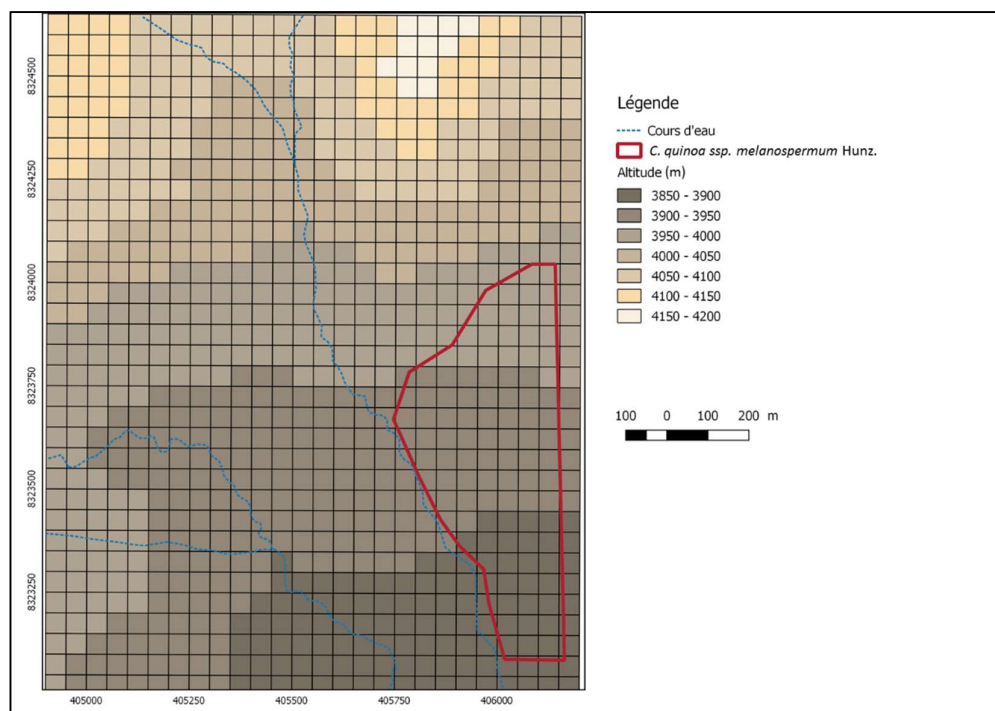 8324500
8324250
8324000
8323750
8323500
8323250
405000 405250 405500 405750 406000
Légende
Cours d'eau
C. quinoa ssp. melanospermum Hunz.
Altitude (m)
3850 - 3900
3900 - 3950
3950 - 4000
4000 - 4050
4050 - 4100
4100 - 4150
4150 - 4200
100 0 100 200 m